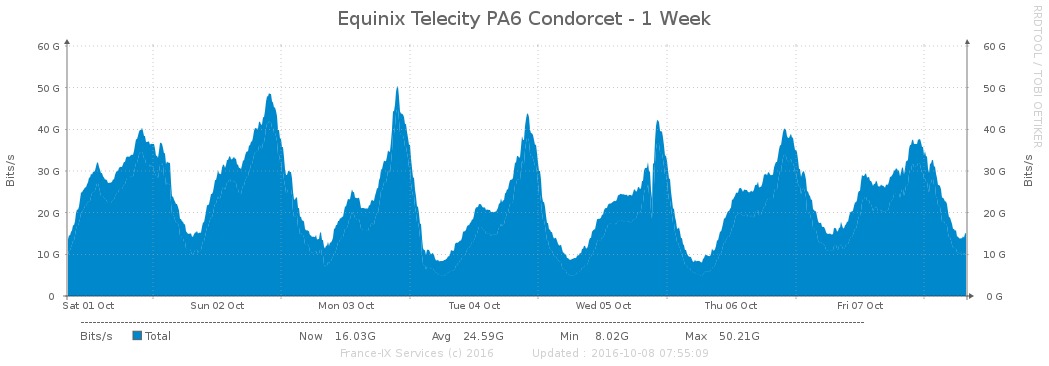 Equinix Telecity PA6 Condorcet - 1 Week
RRDTOOL / TOBI OETIKER
Bits/s
60 G
50 G
40 G
30 G
20 G
10 G
0
60 G
50 G
40 G
30 G
20 G
10 G
0 G
Bits/s
Sat 01 Oct Sun 02 Oct Mon 03 Oct Tue 04 Oct Wed 05 Oct Thu 06 Oct Fri 07 Oct
Bits/s Total Now 16.03G Avg 24.59G Min 8.02G Max 50.21G
France-IX Services (c) 2016 Updated : 2016-10-08 07:55:09